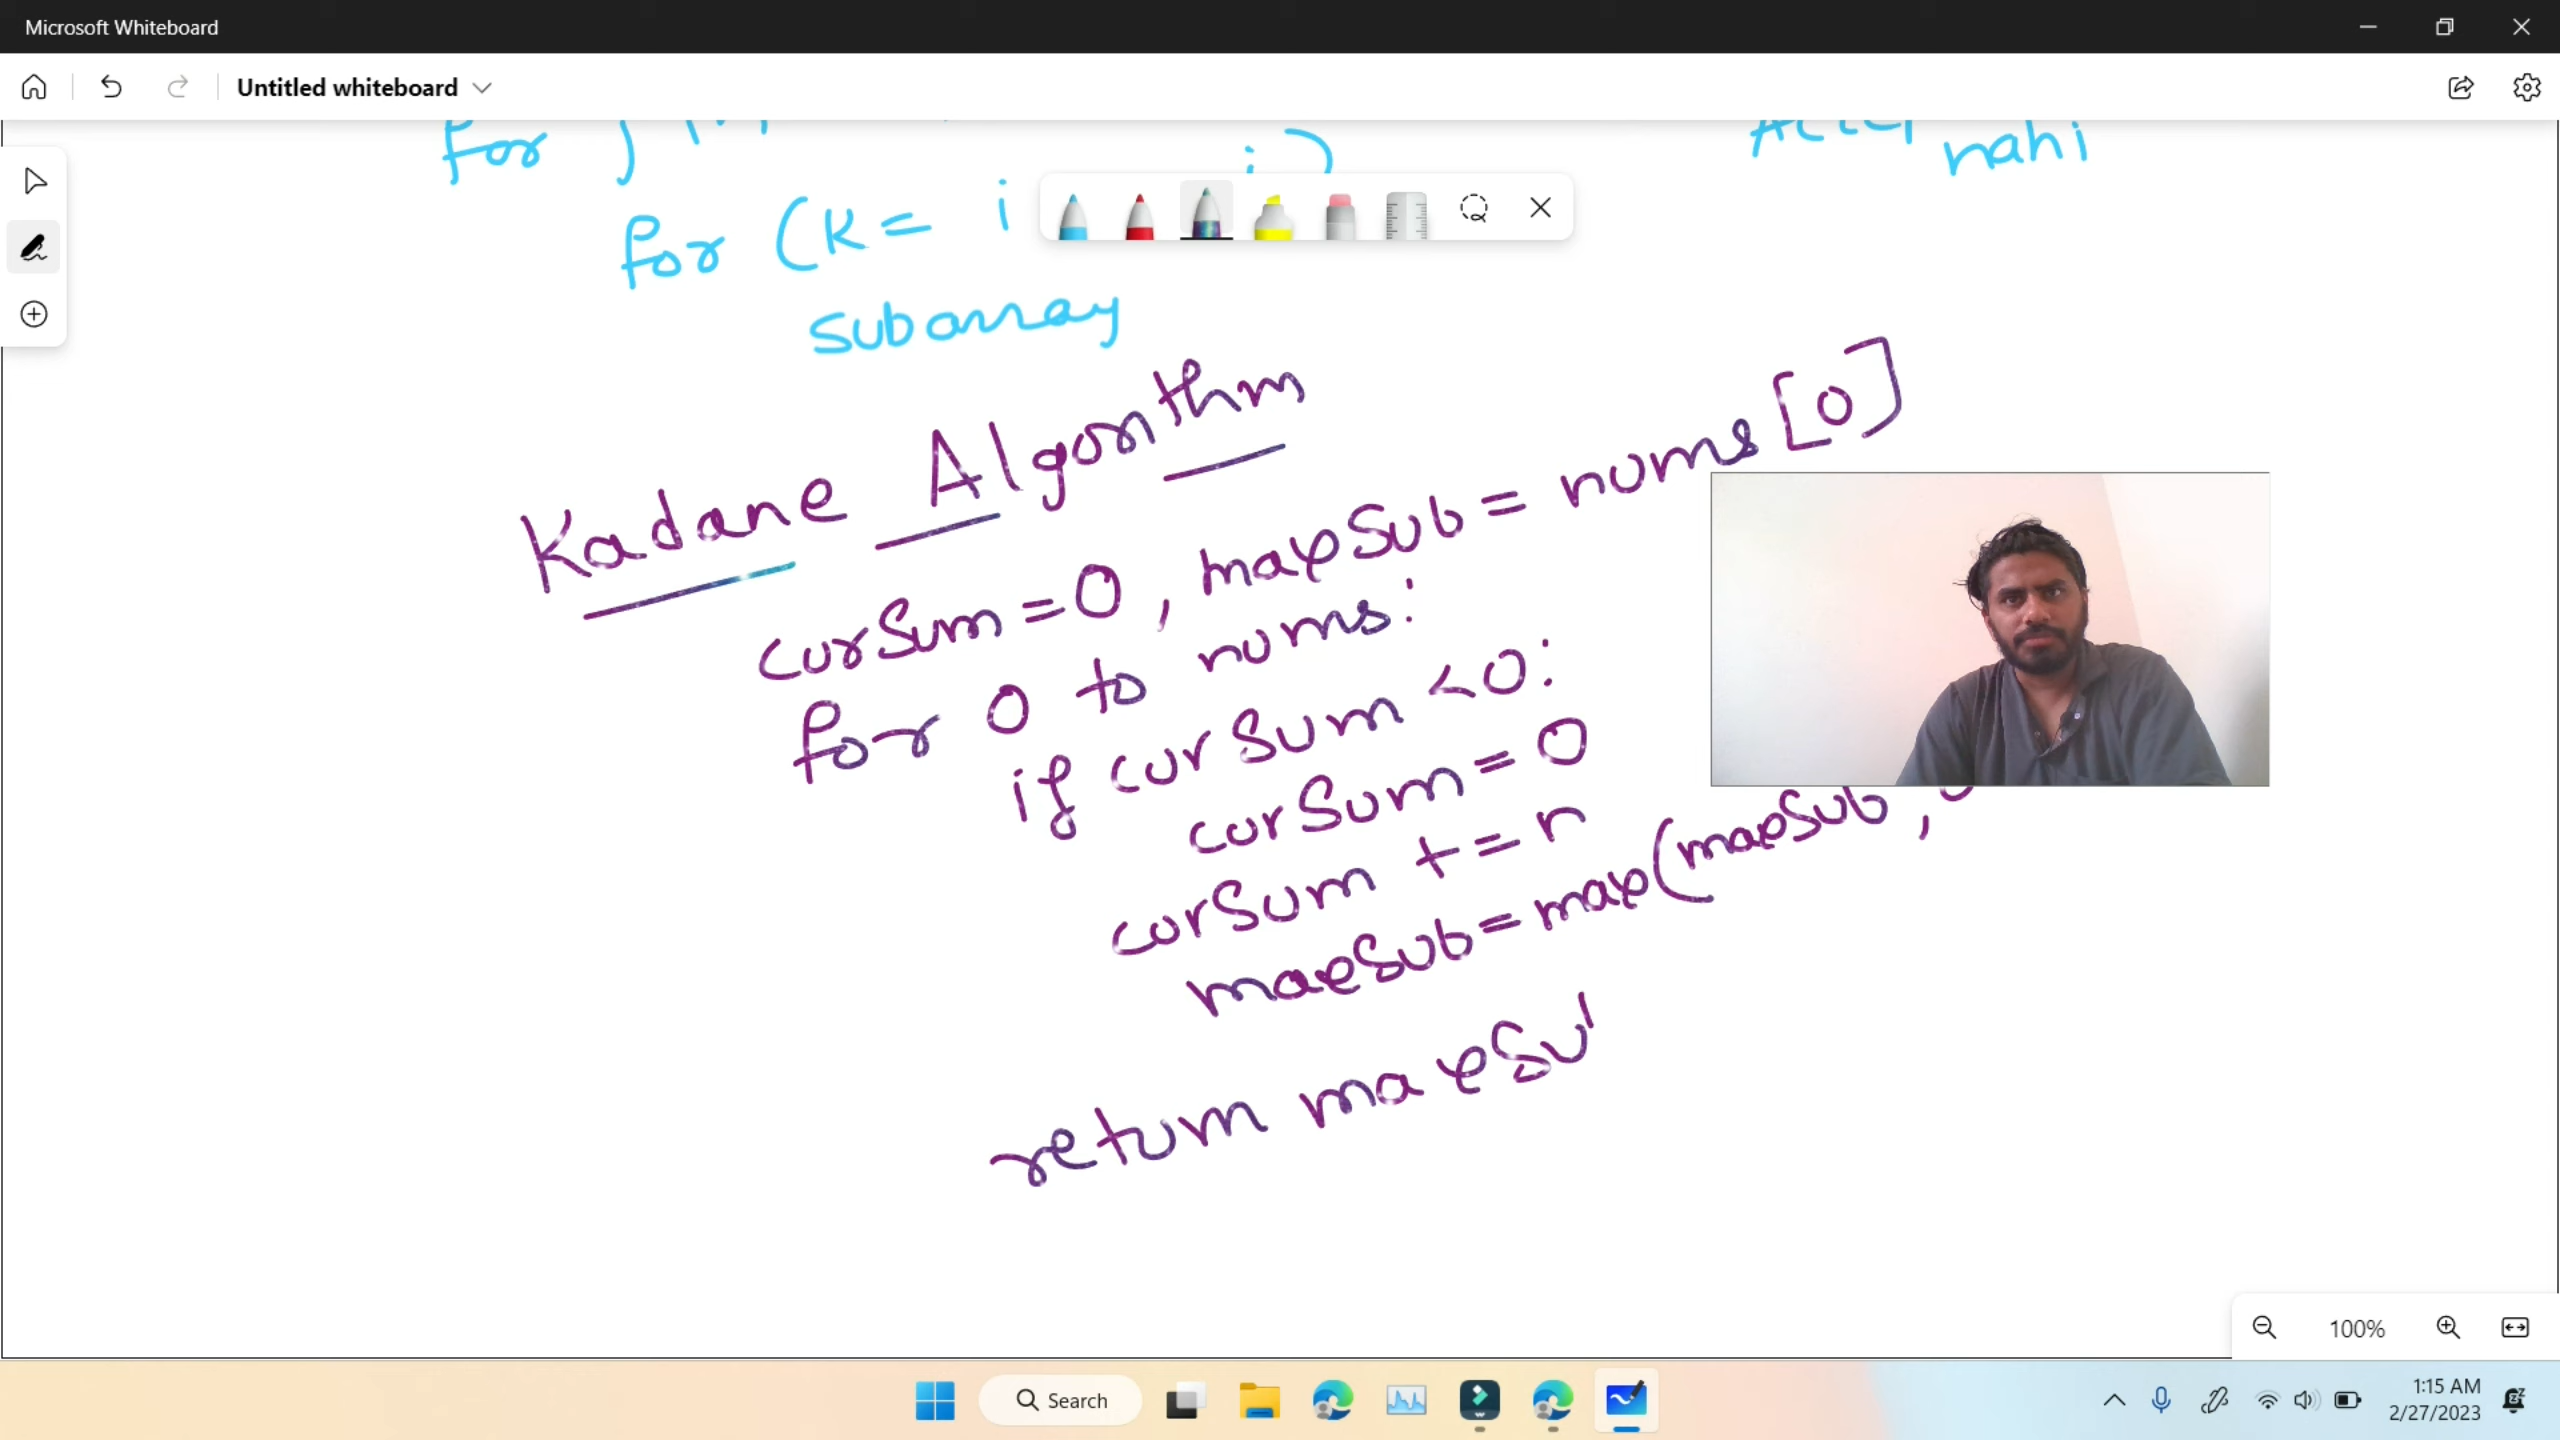 Microsoft Whiteboard
Untitled whiteboard
for j
nahi
for (K= i
i)
subarray
Kadane Algorithm
curSum = 0, maxSub = nums[0]
for 0 to nums:
if curSum <0:
curSum = 0
curSum += n
maxSub = max(maxSub,
return maxSu
100%
Search
1:15 AM
2/27/2023